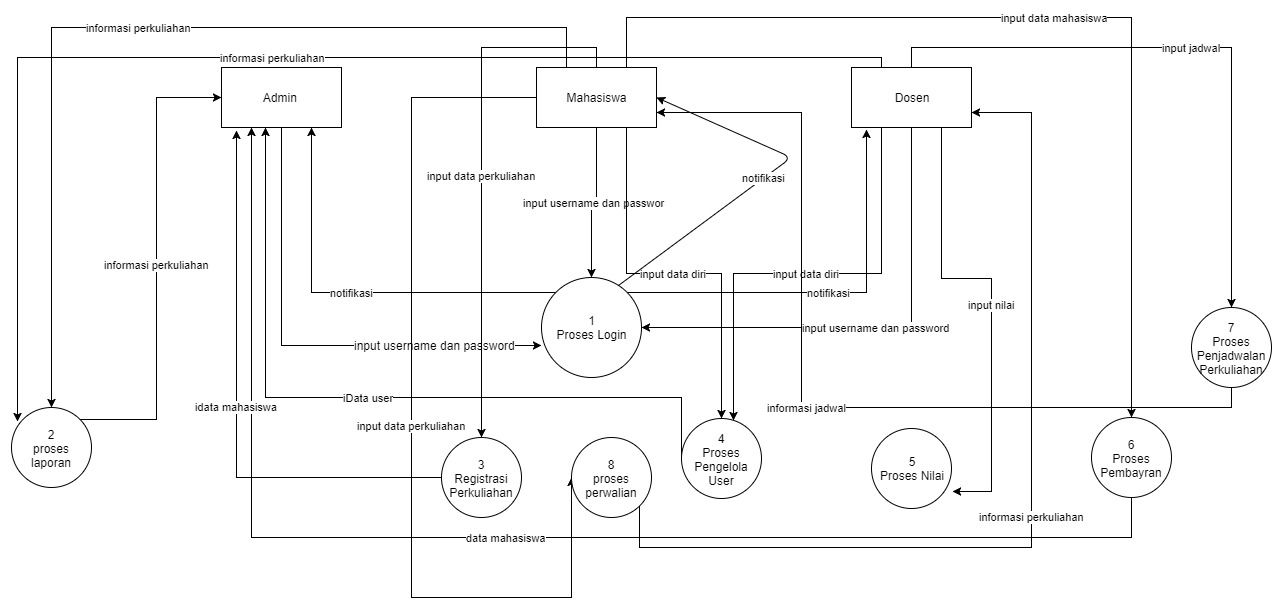 input data mahasiswa
informasi perkuliahan
input jadwal
informasi perkuliahan
Admin
Mahasiswa
Dosen
input data perkuliahan
notifikasi
input username dan passwor
informasi perkuliahan
input data diri
input data diri
notifikasi
notifikasi
input nilai
1
Proses Login
input username dan password
7
Proses
Penjadwalan
Perkuliahan
input username dan password
iData user
idata mahasiswa
informasi jadwal
input data perkuliahan
2
proses
laporan
3
Registrasi
Perkuliahan
8
proses
perwalian
4
Proses
Pengelola
User
5
Proses Nilai
6
Proses
Pembayran
informasi perkuliahan
data mahasiswa